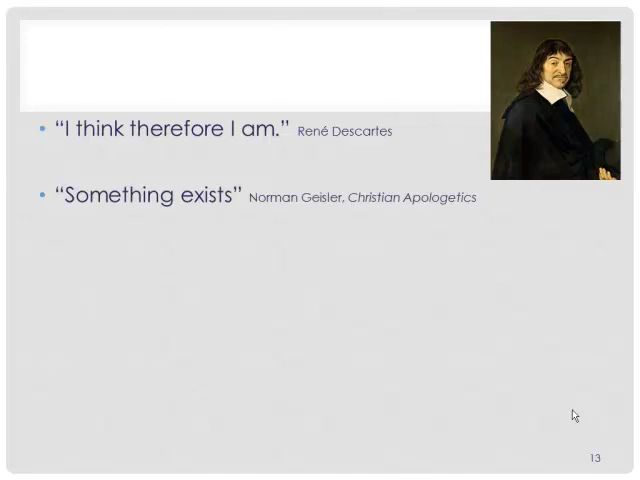 • “I think therefore I am.” René Descartes
• “Something exists” Norman Geisler, Christian Apologetics
13